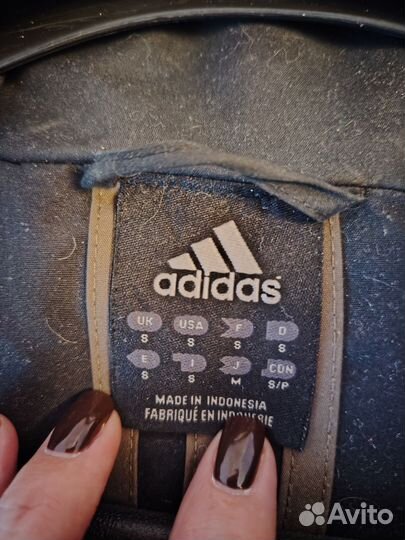 adidas
UK USA F D
S S S S
E I J CDN
S S M S/P
MADE IN INDONESIA
FABRIQUÉ EN INDONÉSIE
Avito